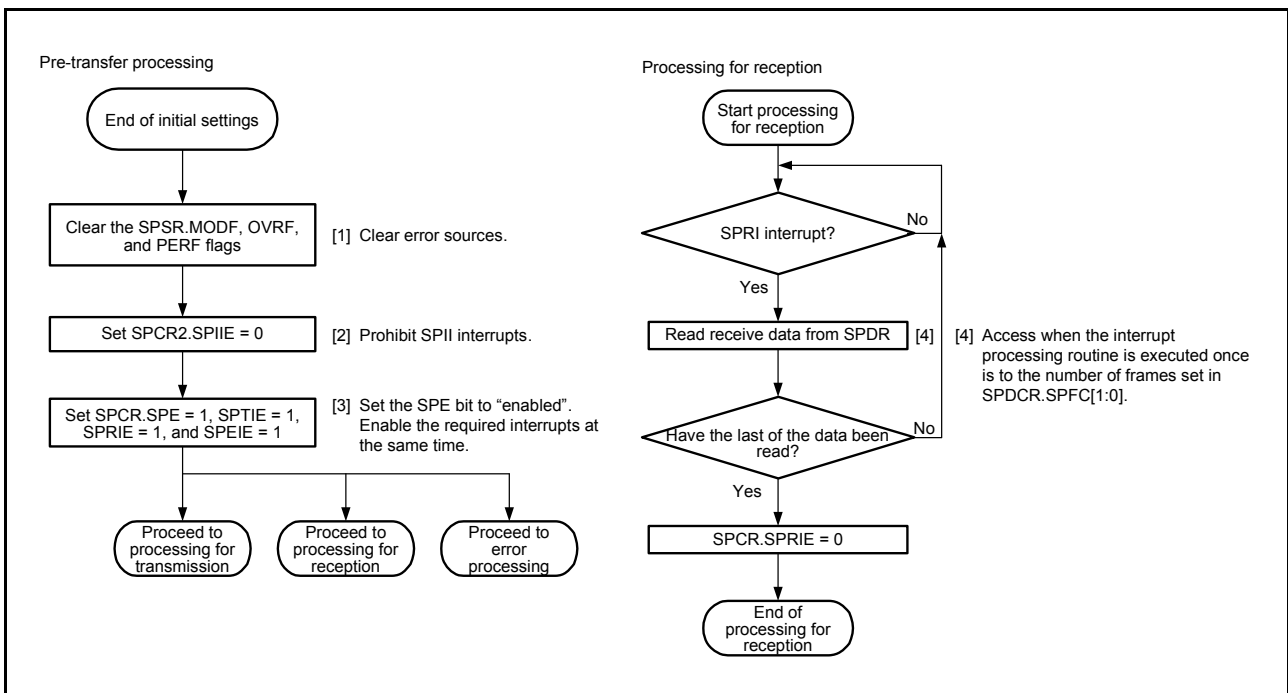 Pre-transfer processing
End of initial settings
Clear the SPSR.MODF, OVRF,
and PERF flags
[1] Clear error sources.
Set SPCR2.SPIIE = 0
[2] Prohibit SPII interrupts.
Set SPCR.SPE = 1, SPTIE = 1,
SPRIE = 1, and SPEIE = 1
[3] Set the SPE bit to “enabled”.
Enable the required interrupts at
the same time.
Proceed to
processing for
transmission
Proceed to
processing for
reception
Proceed to
error
processing
Processing for reception
Start processing
for reception
SPRI interrupt?
No
Yes
Read receive data from SPDR
[4]
[4] Access when the interrupt
processing routine is executed once
is to the number of frames set in
SPDCR.SPFC[1:0].
Have the last of the data been
read?
No
Yes
SPCR.SPRIE = 0
End of
processing for
reception